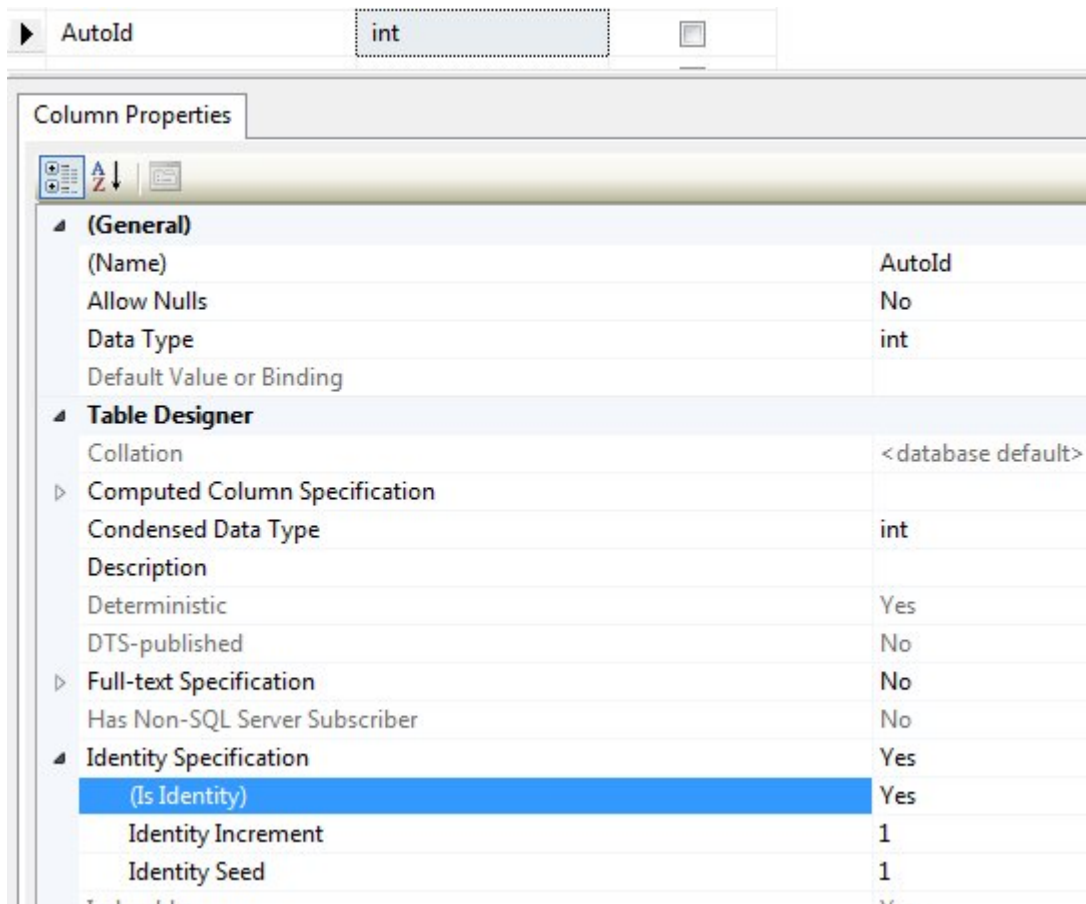 AutoId int
Column Properties
(General)
(Name) AutoId
Allow Nulls No
Data Type int
Default Value or Binding
Table Designer
Collation <database default>
Computed Column Specification
Condensed Data Type int
Description
Deterministic Yes
DTS-published No
Full-text Specification No
Has Non-SQL Server Subscriber No
Identity Specification Yes
(Is Identity) Yes
Identity Increment 1
Identity Seed 1